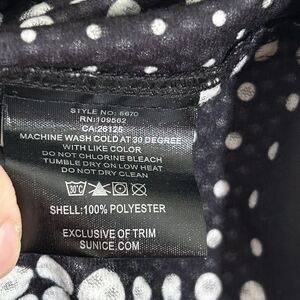 STYLE NO: 6670
RN:109562
CA:26125
MACHINE WASH COLD AT 30 DEGREE
WITH LIKE COLOR
DO NOT CHLORINE BLEACH
TUMBLE DRY ON LOW HEAT
DO NOT DRY CLEAN
30°C
SHELL:100% POLYESTER
EXCLUSIVE OF TRIM
SUNICE.COM